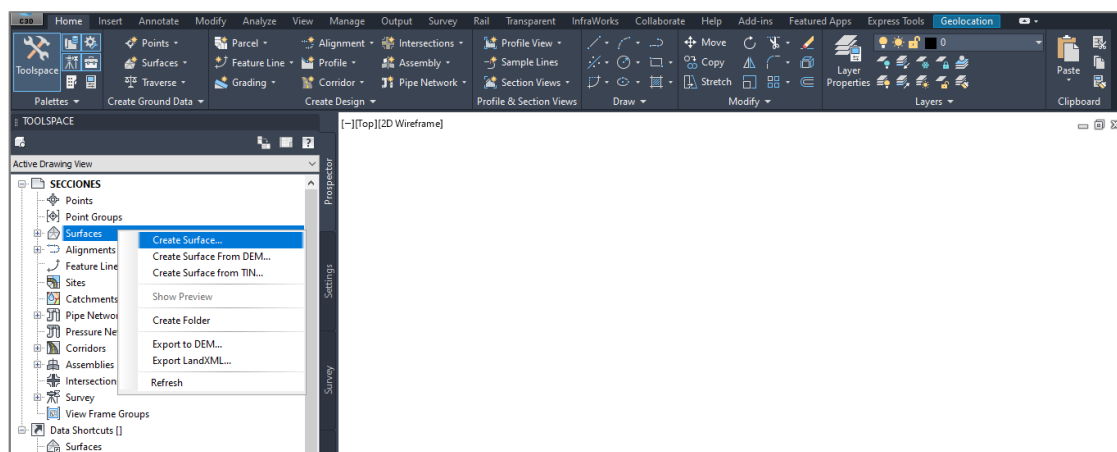 C3D Home Insert Annotate Modify Analyze View Manage Output Survey Rail Transparent InfraWorks Collaborate Help Add-ins Featured Apps Express Tools Geolocation
Toolspace
Points
Surfaces
Traverse
Parcel
Feature Line
Grading
Alignment
Profile
Corridor
Intersections
Assembly
Pipe Network
Profile View
Sample Lines
Section Views
Move
Copy
Stretch
Layer
Properties
0
Paste
Palettes Create Ground Data Create Design Profile & Section Views Draw Modify Layers Clipboard
TOOLSPACE
Active Drawing View
SECCIONES
Points
Point Groups
Surfaces
Alignments
Feature Line
Sites
Catchments
Pipe Netwo
Pressure Ne
Corridors
Assemblies
Intersection
Survey
View Frame Groups
Data Shortcuts []
Surfaces
Create Surface...
Create Surface From DEM...
Create Surface from TIN...
Show Preview
Create Folder
Export to DEM...
Export LandXML...
Refresh
Prospector
Settings
Survey
[−][Top][2D Wireframe]